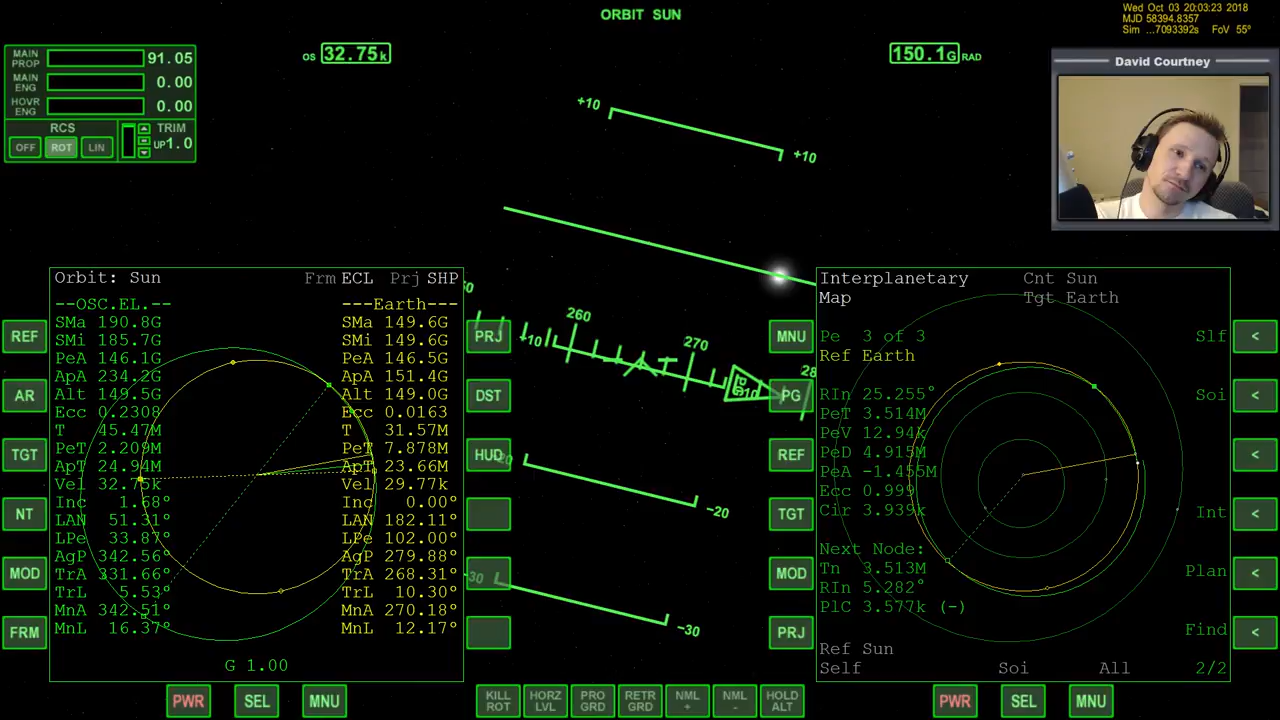 ORBIT SUN
Wed Oct 03 20:03:23 2018
MJD 58394.8357
Sim ...7093392s FoV 55°
MAIN PROP 91.05
MAIN ENG 0.00
HOVR ENG 0.00
RCS
TRIM
OFF ROT LIN
UP 1.0
OS 32.75k
150.1G RAD
David Courtney
+10 +10
Orbit: Sun Frm ECL Prj SHP
--OSC.EL.-- ---Earth---
SMa 190.8G SMa 149.6G
SMi 185.7G SMi 149.6G
PeA 146.1G PeA 146.5G
ApA 234.2G ApA 151.4G
Alt 149.5G Alt 149.0G
Ecc 0.2308 Ecc 0.0163
T 45.47M T 31.57M
PeT 2.209M PeT 7.878M
ApT 24.94M ApT 23.66M
Vel 32.75k Vel 29.77k
Inc 1.68° Inc 0.00°
LAN 51.31° LAN 182.11°
LPe 33.87° LPe 102.00°
AgP 342.56° AgP 279.88°
TrA 331.66° TrA 268.31°
TrL 5.53° TrL 10.30°
MnA 342.51° MnA 270.18°
MnL 16.37° MnL 12.17°
G 1.00
REF
AR
TGT
NT
MOD
FRM
PRJ
DST
HUD
PWR SEL MNU
260
270
28
+10
-20
-30
-30
KILL ROT
HORZ LVL
PRO GRD
RETR GRD
NML +
NML -
HOLD ALT
MNU
PG
REF
TGT
MOD
PRJ
Interplanetary Cnt Sun
Map Tgt Earth
Pe 3 of 3 Slf
Ref Earth
RIn 25.255° Soi
PeT 3.514M
PeV 12.94k
PeD 4.915M
PeA -1.455M
Ecc 0.999
Cir 3.939k Int
Next Node:
Tn 3.513M Plan
RIn 5.282°
PlC 3.577k (-)
Find
Ref Sun
Self Soi All 2/2
<
<
<
<
<
<
PWR SEL MNU